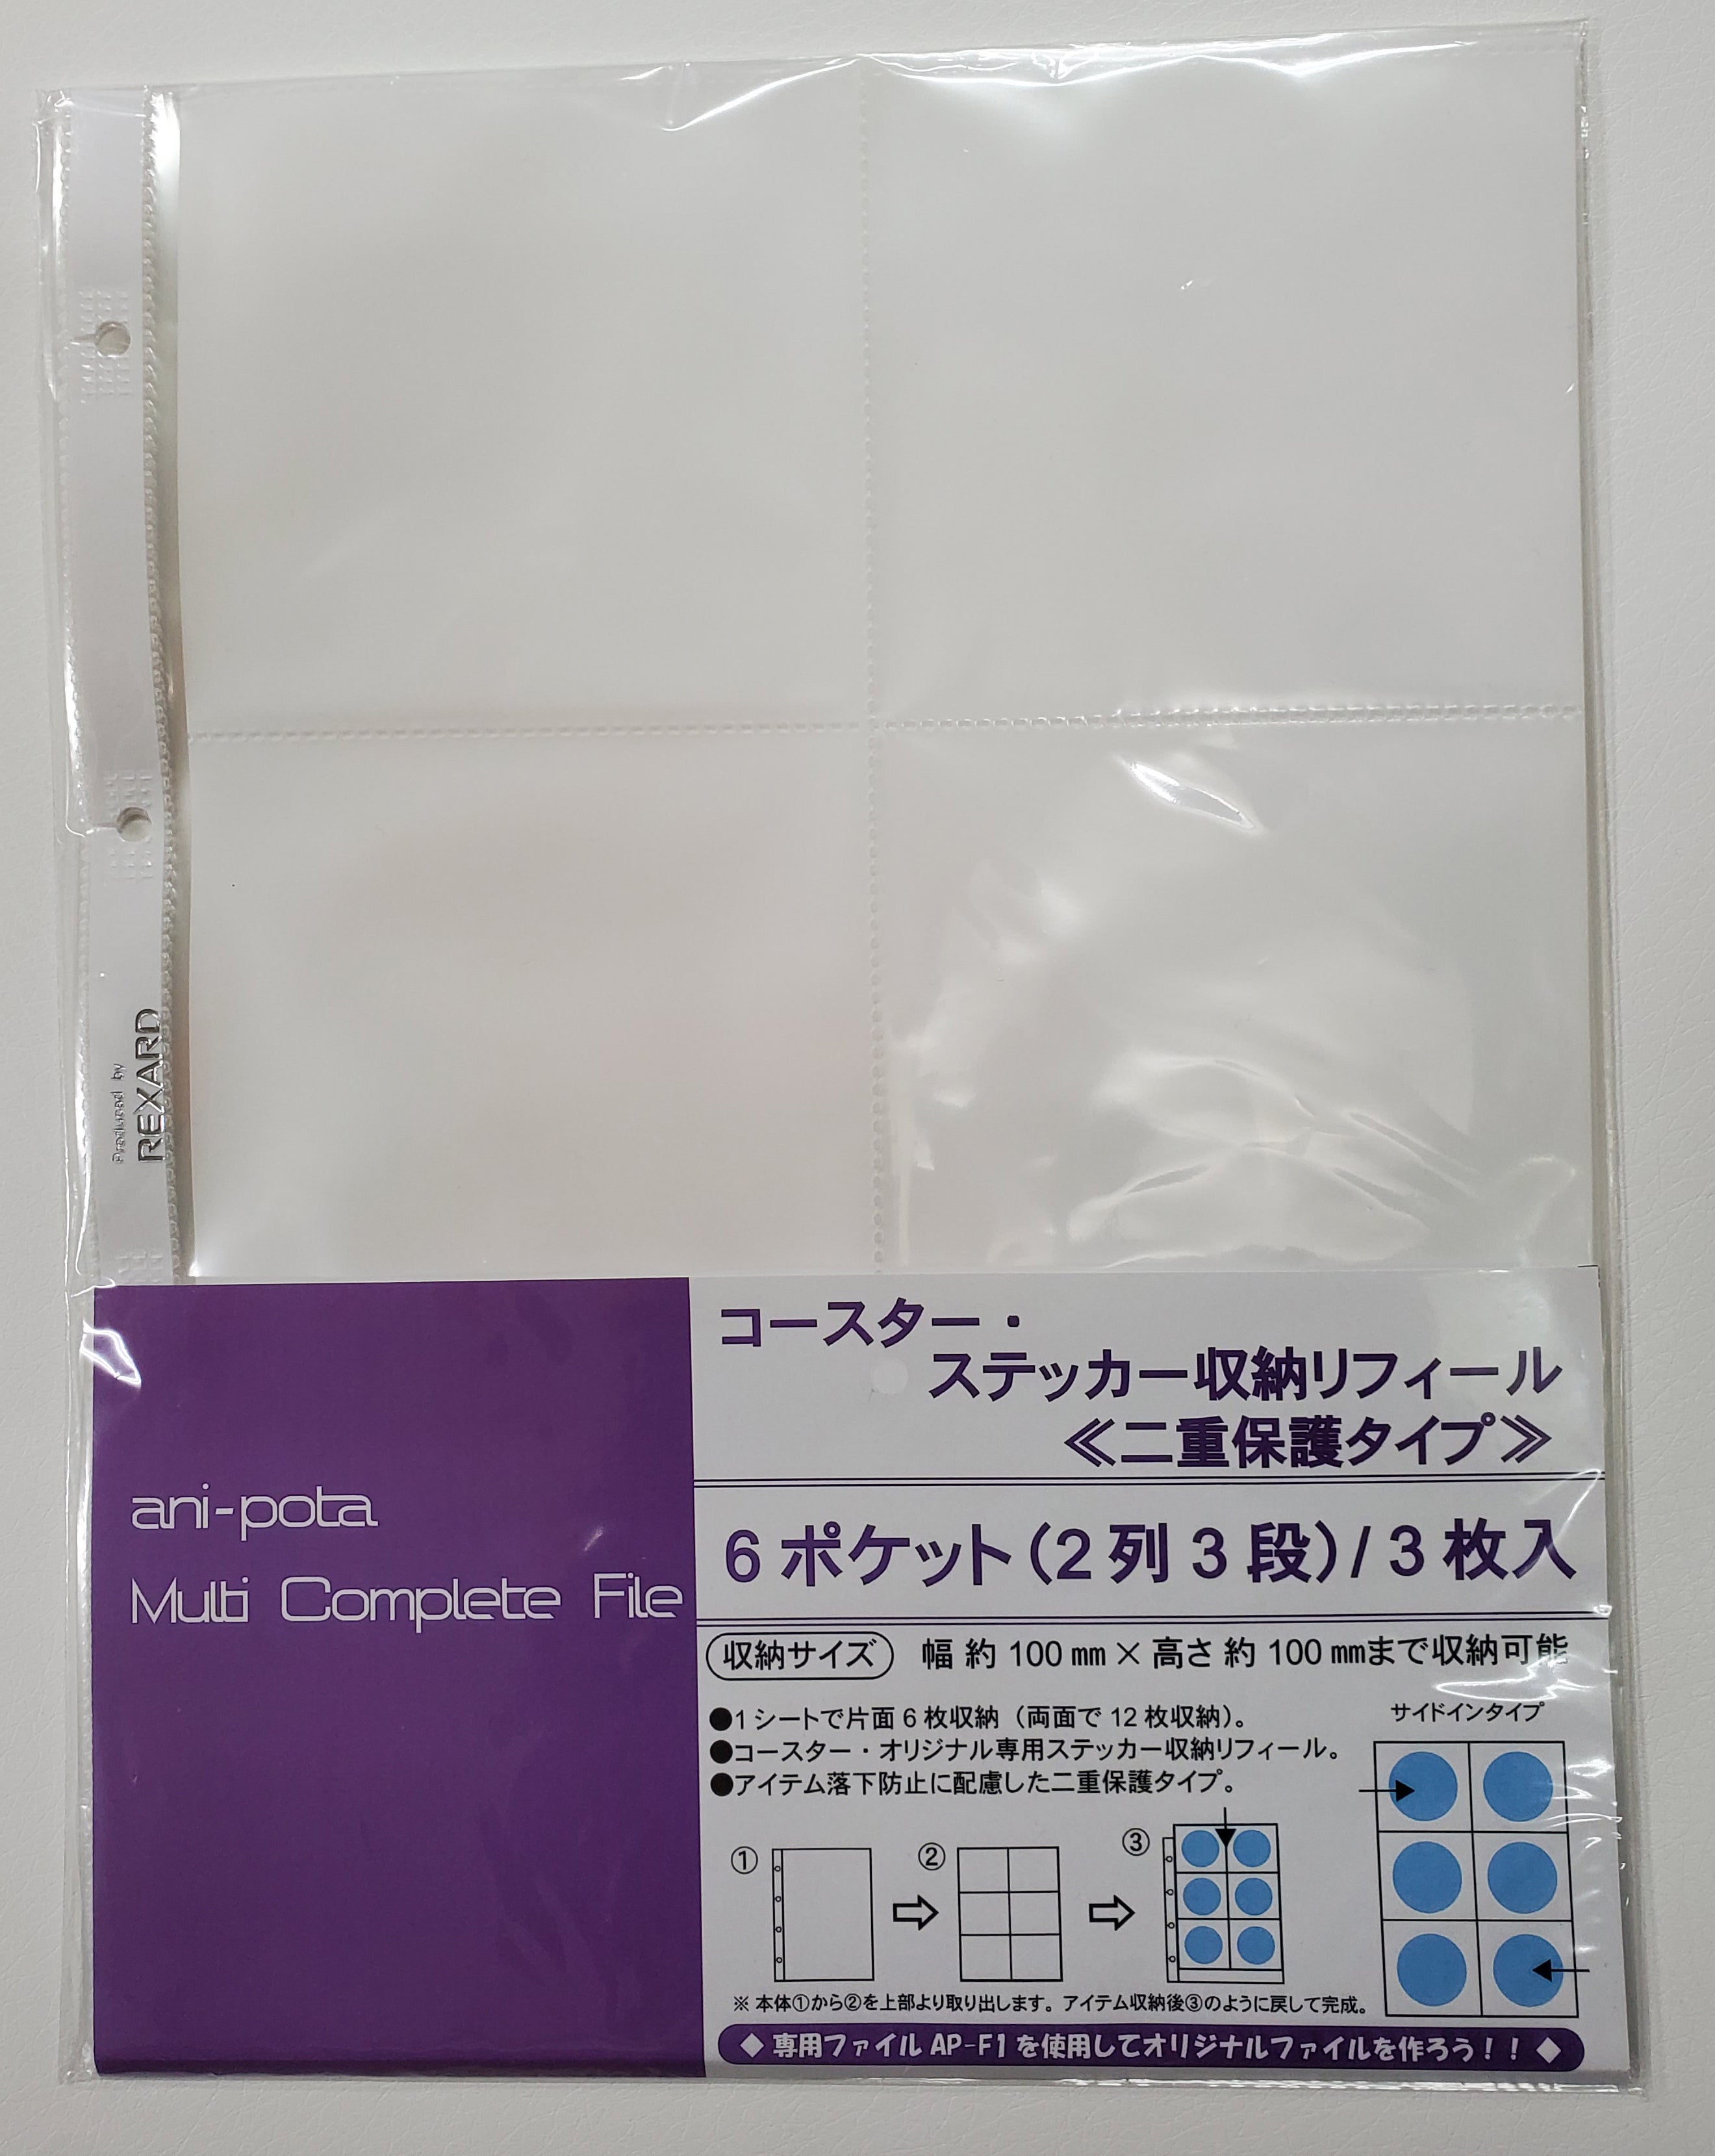 Produced by
REXARD
ani-pota
Multi Complete File
コースター・
ステッカー収納リフィール
≪二重保護タイプ≫
6ポケット(2列3段)/3枚入
収納サイズ 幅 約 100 ㎜ × 高さ 約 100 ㎜まで収納可能
●1シートで片面6枚収納（両面で12枚収納）。
●コースター・オリジナル専用ステッカー収納リフィール。
●アイテム落下防止に配慮した二重保護タイプ。
サイドインタイプ
① ② ③
※ 本体①から②を上部より取り出します。アイテム収納後③のように戻して完成。
◆ 専用ファイル AP-F1 を使用してオリジナルファイルを作ろう！！ ◆